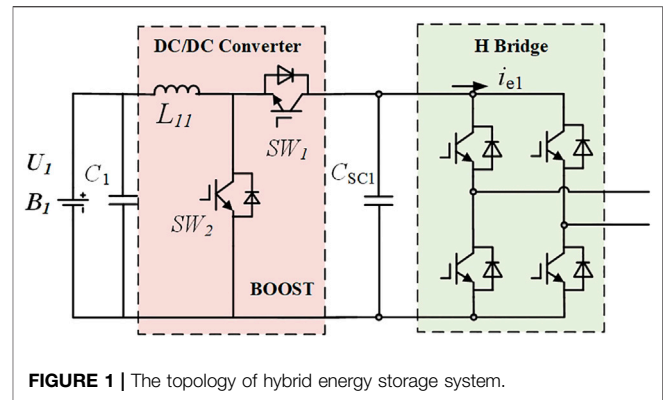 DC/DC Converter
H Bridge
i_e1
L_11
SW_1
U_1
C_1
C_SC1
B_1
+
-
SW_2
BOOST
FIGURE 1 | The topology of hybrid energy storage system.